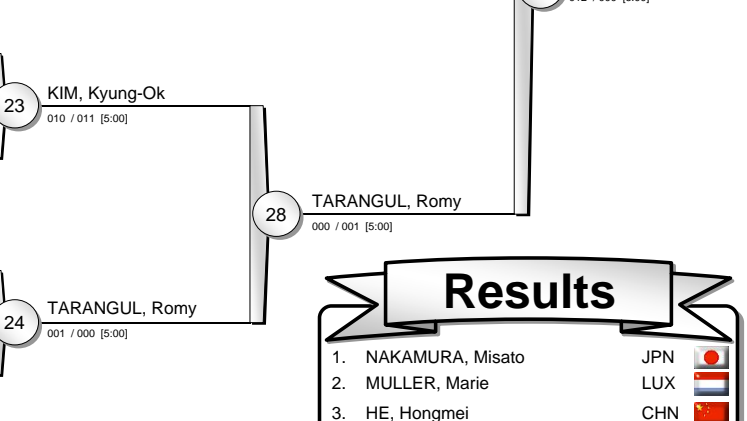 23
KIM, Kyung-Ok
010 / 011 [5:00]
28
TARANGUL, Romy
000 / 001 [5:00]
24
TARANGUL, Romy
001 / 000 [5:00]
Results
1. NAKAMURA, Misato JPN
2. MULLER, Marie LUX
3. HE, Hongmei CHN